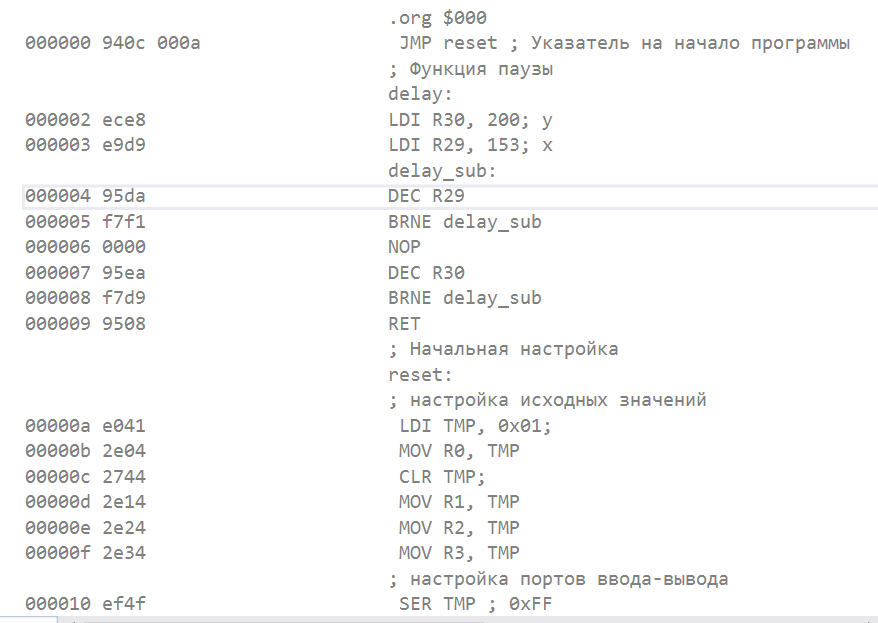 .org $000
000000 940c 000a JMP reset ; Указатель на начало программы
; Функция паузы
delay:
000002 ece8 LDI R30, 200; y
000003 e9d9 LDI R29, 153; x
delay_sub:
000004 95da DEC R29
000005 f7f1 BRNE delay_sub
000006 0000 NOP
000007 95ea DEC R30
000008 f7d9 BRNE delay_sub
000009 9508 RET
; Начальная настройка
reset:
; настройка исходных значений
00000a e041 LDI TMP, 0x01;
00000b 2e04 MOV R0, TMP
00000c 2744 CLR TMP;
00000d 2e14 MOV R1, TMP
00000e 2e24 MOV R2, TMP
00000f 2e34 MOV R3, TMP
; настройка портов ввода-вывода
000010 ef4f SER TMP ; 0xFF